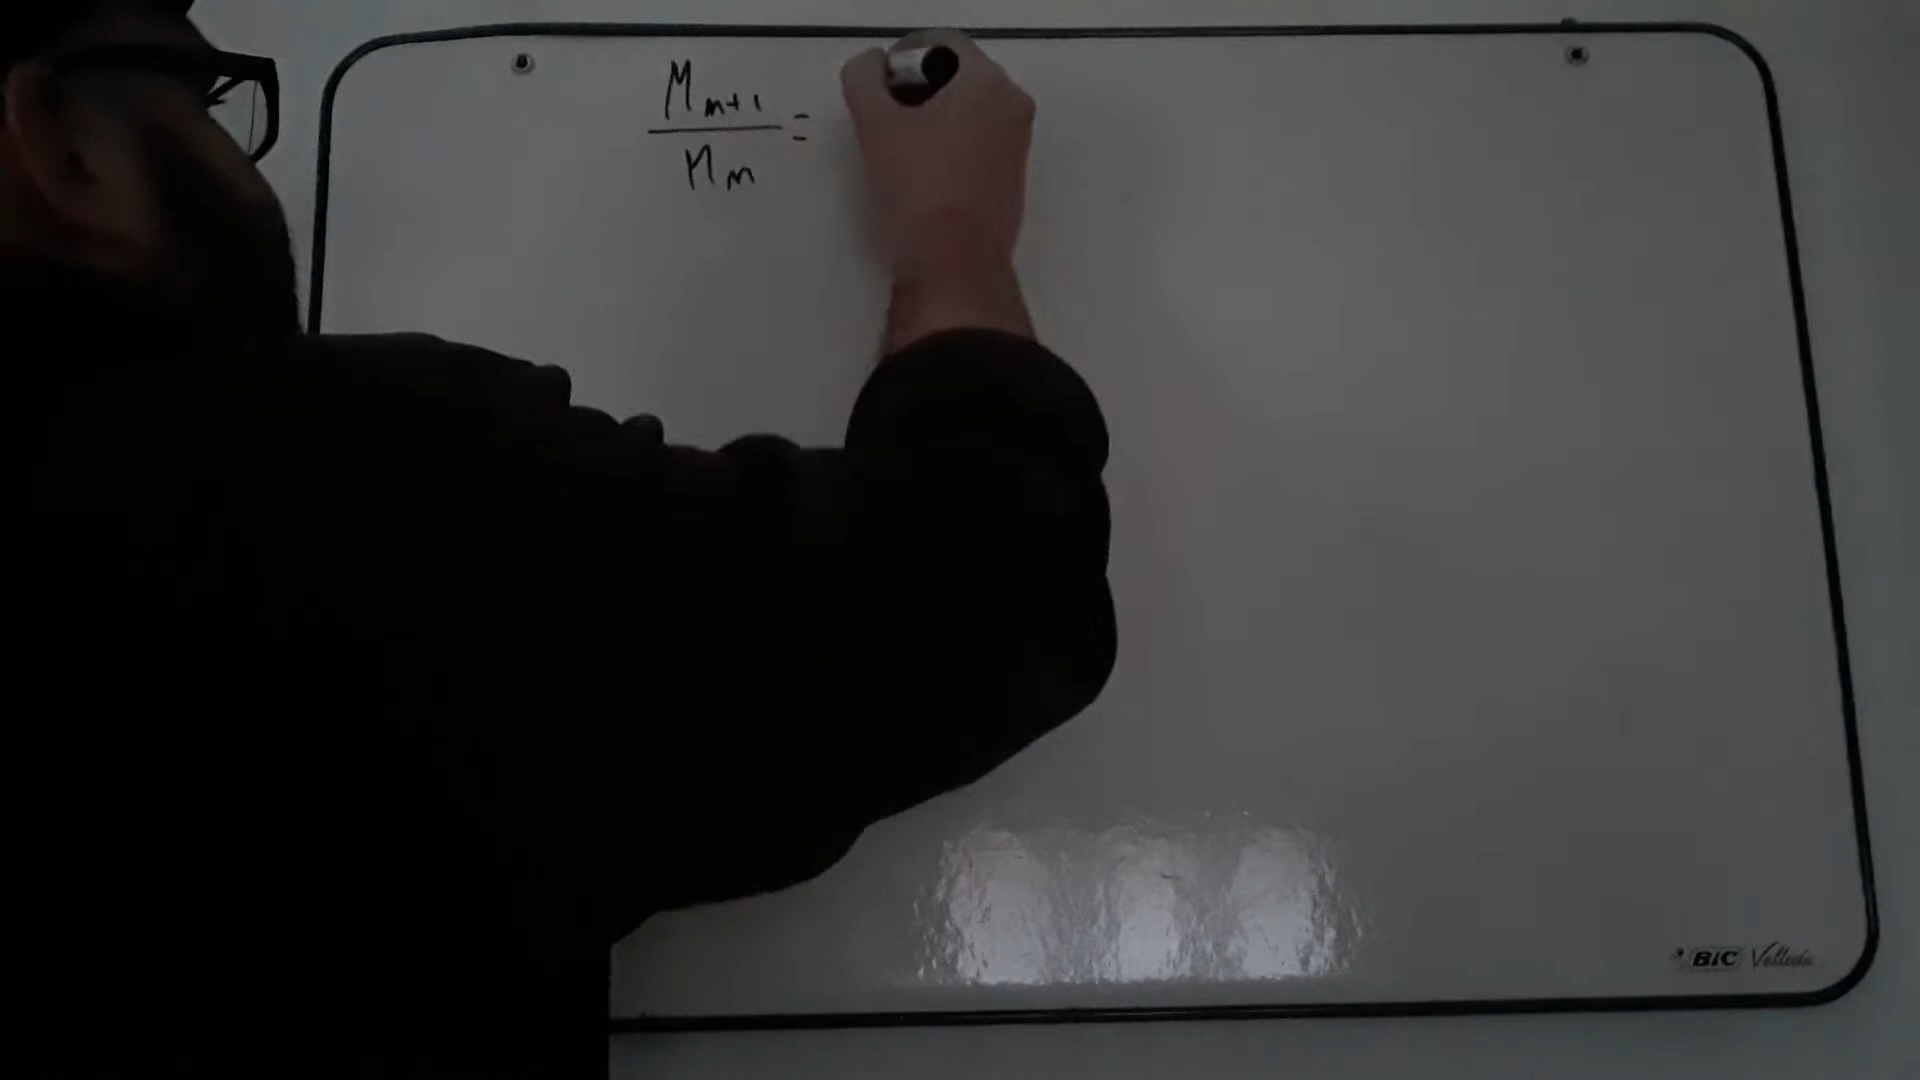 M_{n+1} / M_n =
BIC Velleda